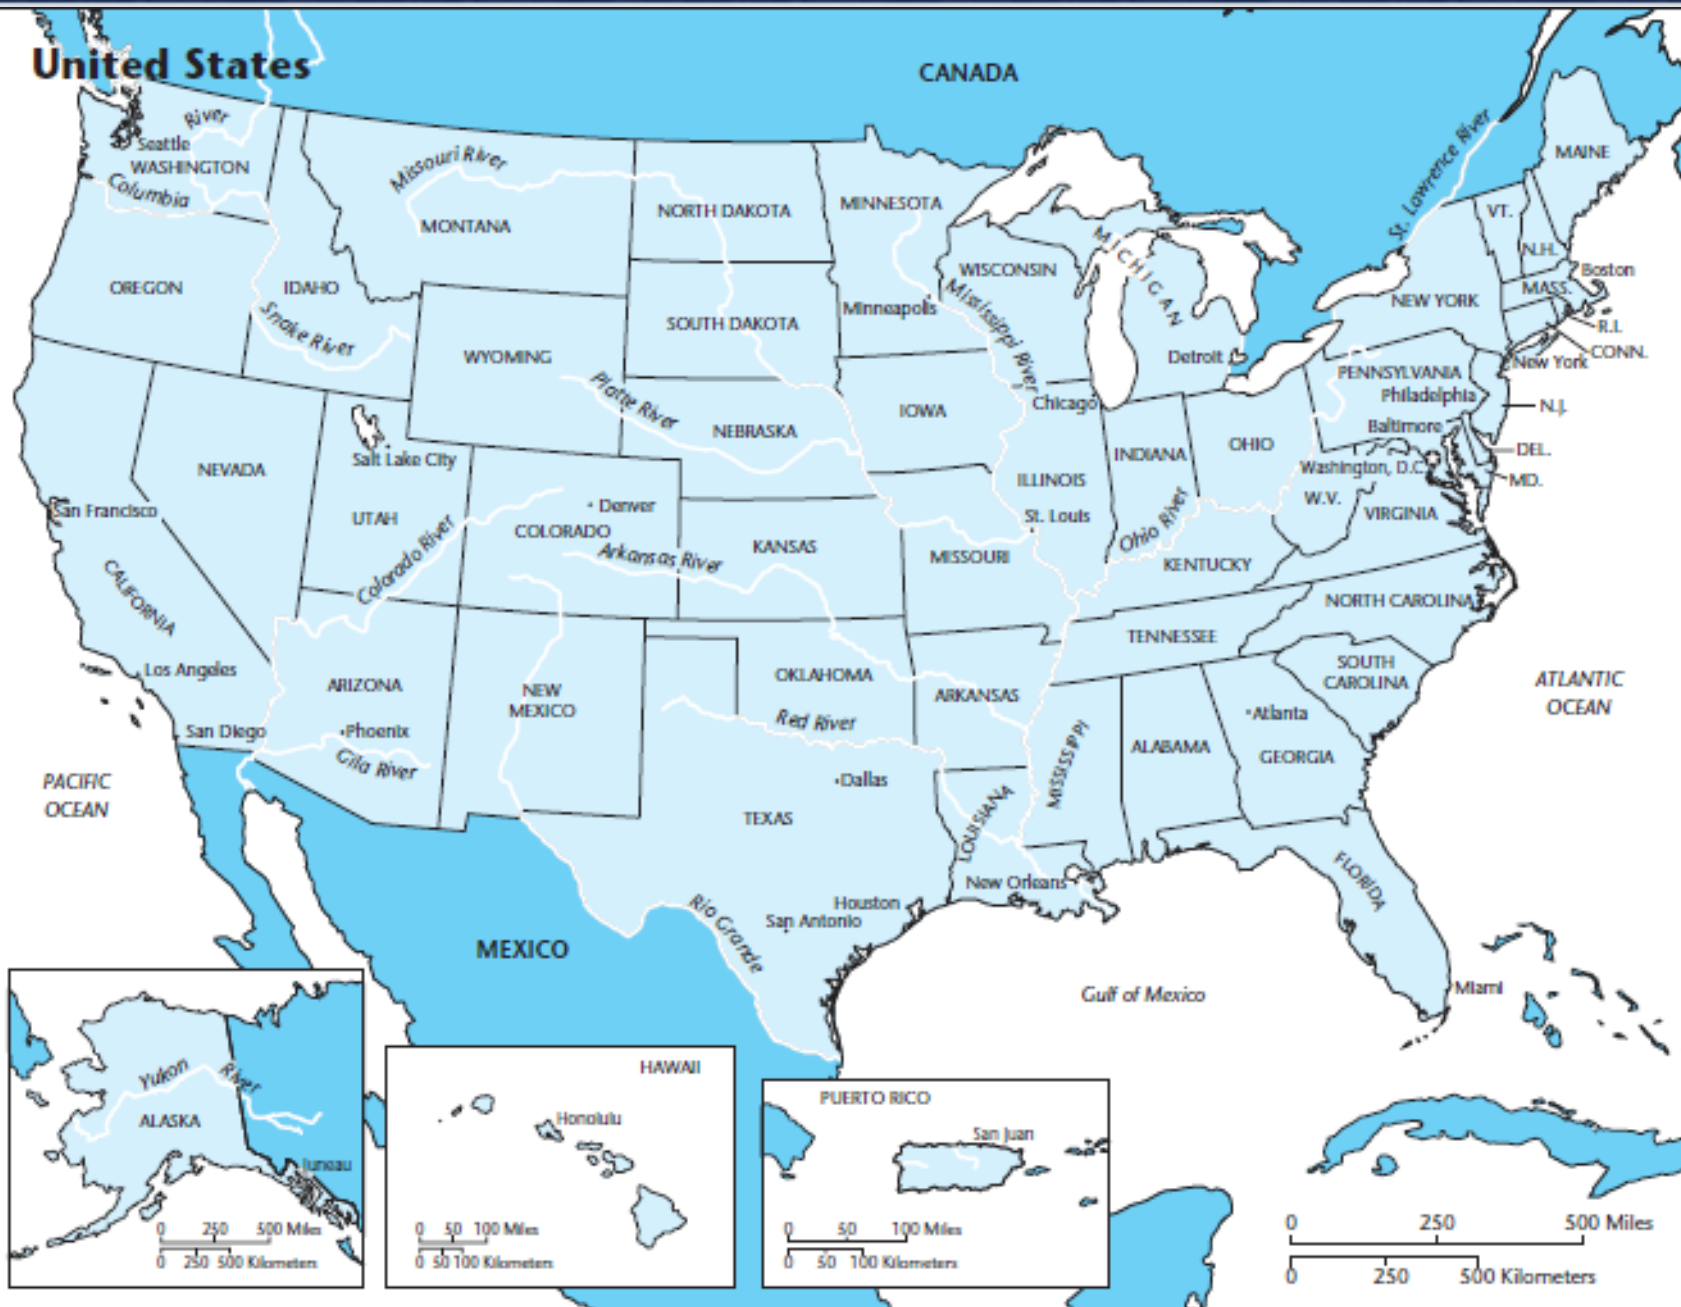 United States
CANADA
River
Seattle
WASHINGTON
Columbia
Missouri River
MONTANA
NORTH DAKOTA
MINNESOTA
St. Lawrence River
MAINE
VT.
N.H.
OREGON
IDAHO
Snake River
WYOMING
SOUTH DAKOTA
Minneapolis
WISCONSIN
Mississippi River
MICHIGAN
Detroit
NEW YORK
MASS.
Boston
R.I.
CONN.
New York
PENNSYLVANIA
Philadelphia
N.J.
Baltimore
DEL.
Washington, D.C.
MD.
Platte River
NEBRASKA
IOWA
Chicago
INDIANA
OHIO
ILLINOIS
W.V.
VIRGINIA
NEVADA
Salt Lake City
UTAH
San Francisco
CALIFORNIA
Colorado River
Denver
COLORADO
Arkansas River
KANSAS
MISSOURI
St. Louis
Ohio River
KENTUCKY
NORTH CAROLINA
TENNESSEE
SOUTH
CAROLINA
ATLANTIC
OCEAN
Los Angeles
San Diego
ARIZONA
Phoenix
Gila River
NEW
MEXICO
OKLAHOMA
Red River
ARKANSAS
MISSISSIPPI
ALABAMA
Atlanta
GEORGIA
PACIFIC
OCEAN
Dallas
TEXAS
LOUISIANA
New Orleans
Houston
San Antonio
Rio Grande
FLORIDA
Miami
MEXICO
Gulf of Mexico
Yukon River
ALASKA
Juneau
0 250 500 Miles
0 250 500 Kilometers
HAWAII
Honolulu
0 50 100 Miles
0 50 100 Kilometers
PUERTO RICO
San Juan
0 50 100 Miles
0 50 100 Kilometers
0 250 500 Miles
0 250 500 Kilometers